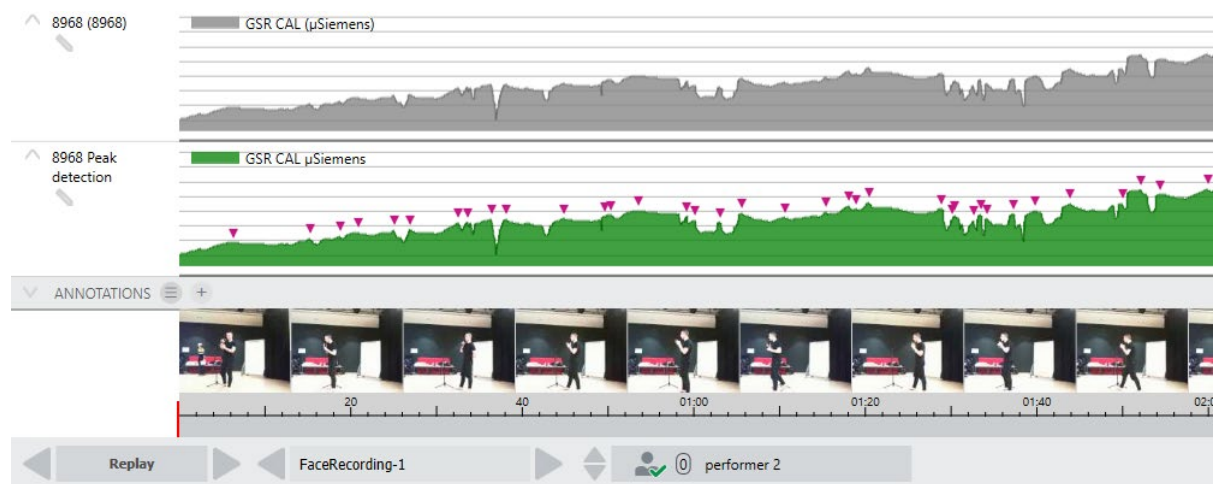 8968 (8968)
GSR CAL (µSiemens)
8968 Peak
detection
GSR CAL µSiemens
ANNOTATIONS
20
40
01:00
01:20
01:40
Replay
FaceRecording-1
0
performer 2